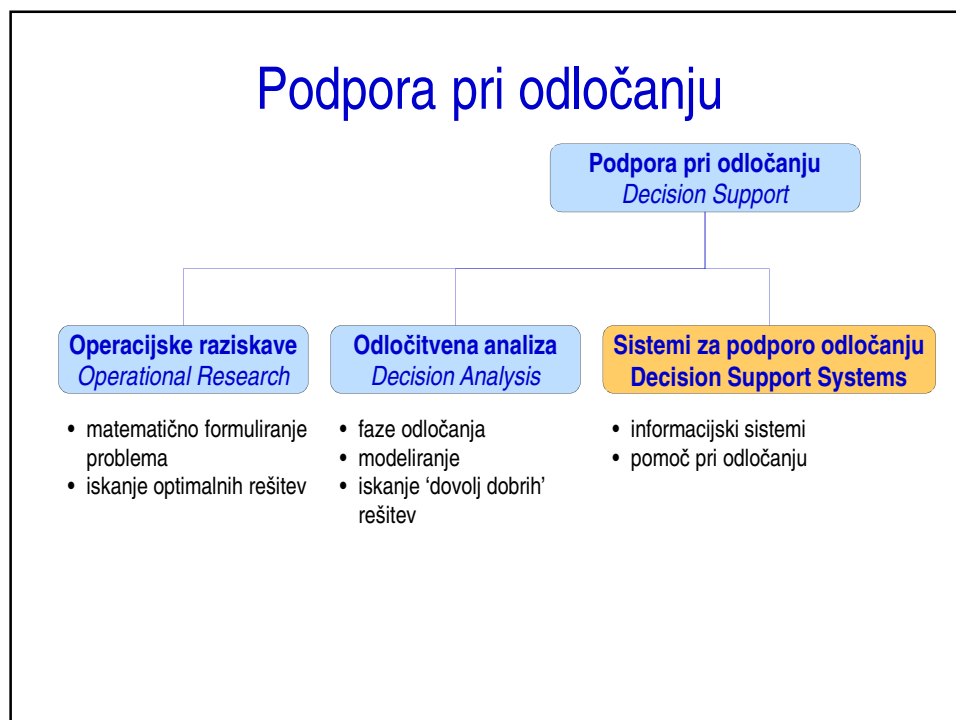 Podpora pri odločanju
Podpora pri odločanju
Decision Support
Operacijske raziskave
Operational Research
• matematično formuliranje
problema
• iskanje optimalnih rešitev
Odločitvena analiza
Decision Analysis
• faze odločanja
• modeliranje
• iskanje ‘dovolj dobrih’
rešitev
Sistemi za podporo odločanju
Decision Support Systems
• informacijski sistemi
• pomoč pri odločanju